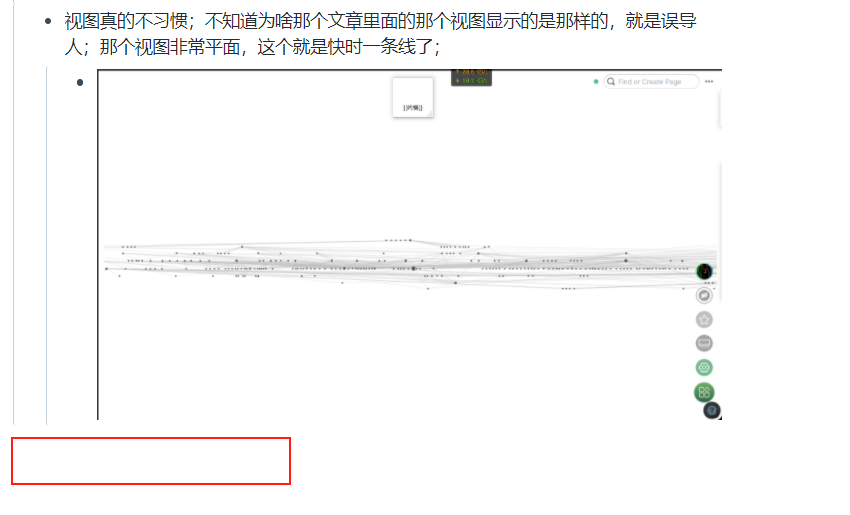 视图真的不习惯；不知道为啥那个文章里面的那个视图显示的是那样的，就是误导
人；那个视图非常平面，这个就是快时一条线了；
Find or Create Page